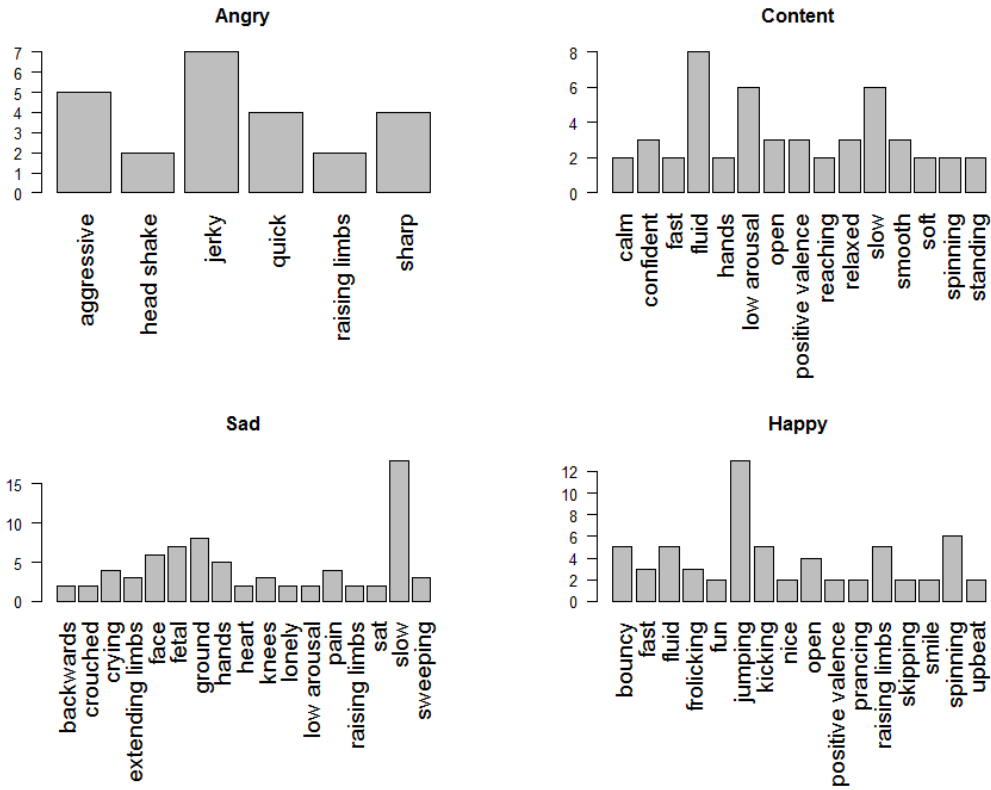 Angry
7
6
5
4
3
2
1
0
aggressive
head shake
jerky
quick
raising limbs
sharp
Content
8
6
4
2
0
calm
confident
fast
fluid
hands
low arousal
open
positive valence
reaching
relaxed
slow
smooth
soft
spinning
standing
Sad
15
10
5
0
backwards
crouched
crying
extending limbs
face
fetal
ground
hands
heart
knees
lonely
low arousal
pain
raising limbs
sat
slow
sweeping
Happy
12
10
8
6
4
2
0
bouncy
fast
fluid
frolicking
fun
jumping
kicking
nice
open
positive valence
prancing
raising limbs
skipping
smile
spinning
upbeat